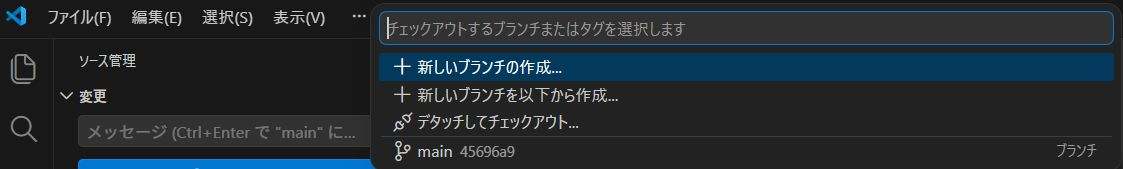 ファイル(F) 編集(E) 選択(S) 表示(V) …
チェックアウトするブランチまたはタグを選択します
ソース管理
新しいブランチの作成...
変更
新しいブランチを以下から作成...
メッセージ (Ctrl+Enter で "main" に...
デタッチしてチェックアウト...
main 45696a9 ブランチ